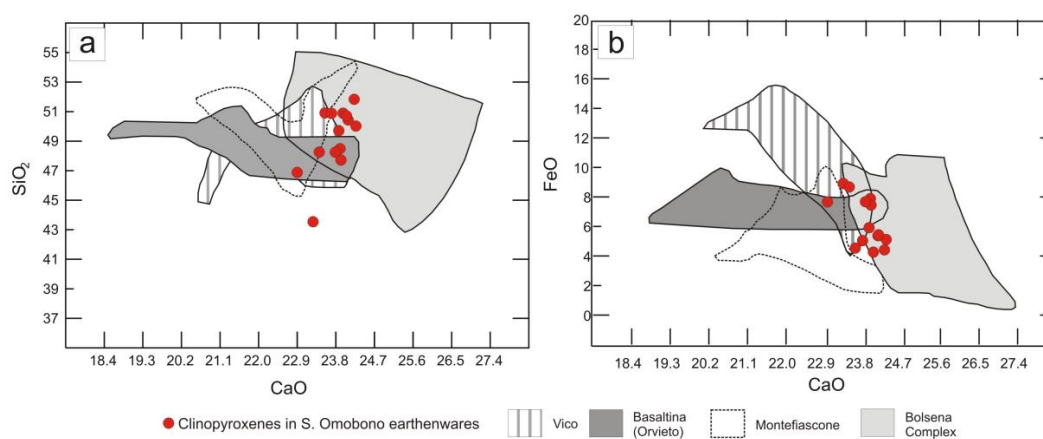 a
SiO2
55
53
51
49
47
45
43
41
39
37
18.4 19.3 20.2 21.1 22.0 22.9 23.8 24.7 25.6 26.5 27.4
CaO
b
FeO
20
18
16
14
12
10
8
6
4
2
0
18.4 19.3 20.2 21.1 22.0 22.9 23.8 24.7 25.6 26.5 27.4
CaO
Clinopyroxenes in S. Omobono earthenwares
Vico
Basaltina
(Orvieto)
Montefiascone
Bolsena
Complex